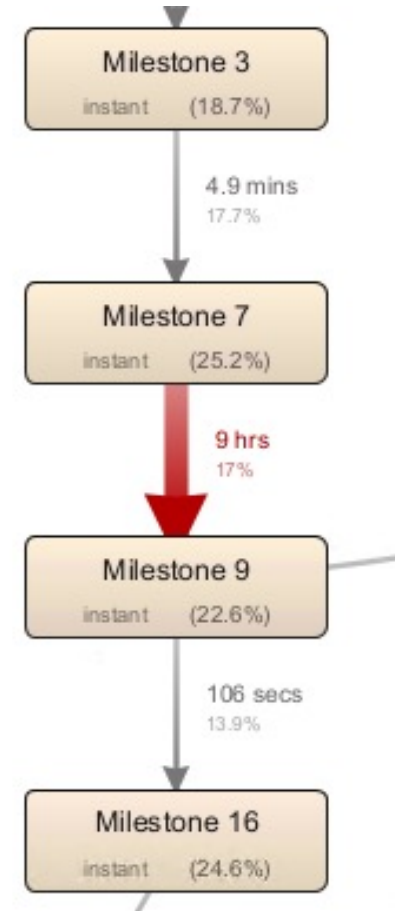 Milestone 3
instant (18.7%)
4.9 mins
17.7%
Milestone 7
instant (25.2%)
9 hrs
17%
Milestone 9
instant (22.6%)
106 secs
13.9%
Milestone 16
instant (24.6%)